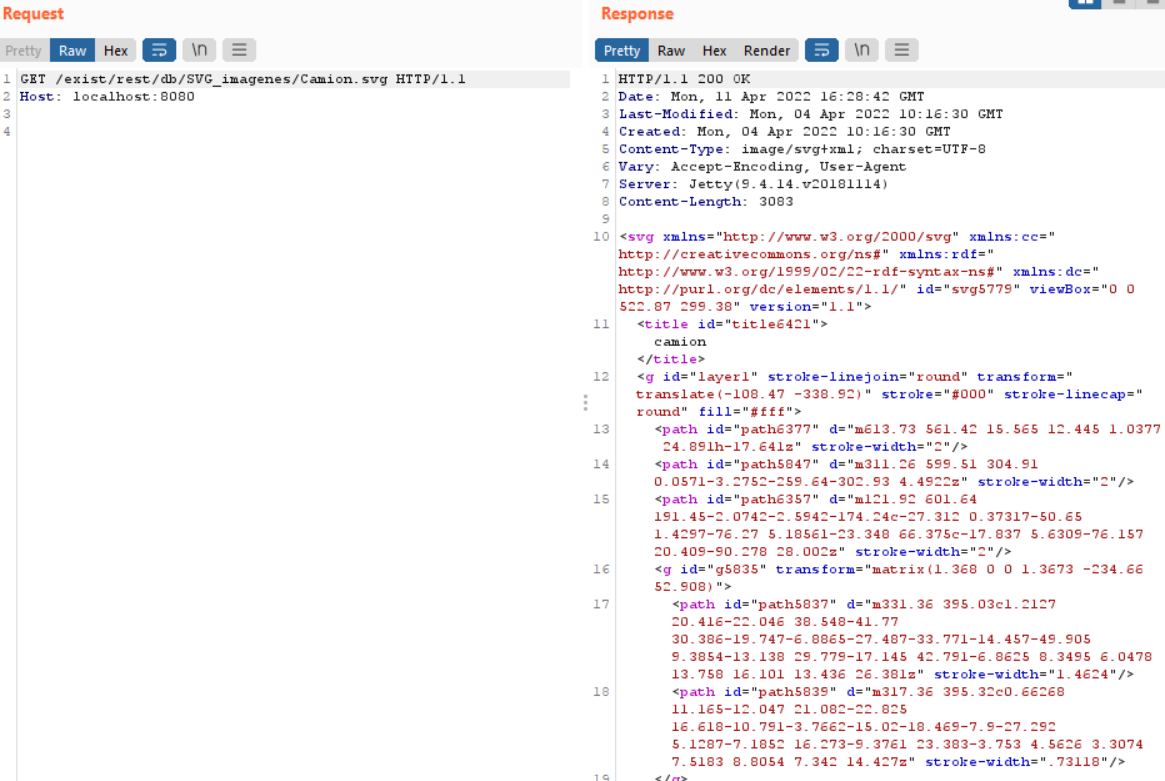 Request
Pretty Raw Hex \n
1 GET /exist/rest/db/SVG_imagenes/Camion.svg HTTP/1.1
2 Host: localhost:8080
3
4
Response
Pretty Raw Hex Render \n
1 HTTP/1.1 200 OK
2 Date: Mon, 11 Apr 2022 16:28:42 GMT
3 Last-Modified: Mon, 04 Apr 2022 10:16:30 GMT
4 Created: Mon, 04 Apr 2022 10:16:30 GMT
5 Content-Type: image/svg+xml; charset=UTF-8
6 Vary: Accept-Encoding, User-Agent
7 Server: Jetty(9.4.14.v20181114)
8 Content-Length: 3083
9
10 <svg xmlns="http://www.w3.org/2000/svg" xmlns:cc="
http://creativecommons.org/ns#" xmlns:rdf="
http://www.w3.org/1999/02/22-rdf-syntax-ns#" xmlns:dc="
http://purl.org/dc/elements/1.1/" id="svg5779" viewBox="0 0
522.87 299.38" version="1.1">
11 <title id="title6421">
camion
</title>
12 <g id="layer1" stroke-linejoin="round" transform="
translate(-108.47 -338.92)" stroke="#000" stroke-linecap="
round" fill="#fff">
13 <path id="path6377" d="m613.73 561.42 15.565 12.445 1.0377
24.891h-17.641z" stroke-width="2"/>
14 <path id="path5847" d="m311.26 599.51 304.91
0.0571-3.2752-259.64-302.93 4.4922z" stroke-width="2"/>
15 <path id="path6357" d="m121.92 601.64
191.45-2.0742-2.5942-174.24c-27.312 0.37317-50.65
1.4297-76.27 5.18561-23.348 66.375c-17.837 5.6309-76.157
20.409-90.278 28.002z" stroke-width="2"/>
16 <g id="g5835" transform="matrix(1.368 0 0 1.3673 -234.66
52.908)">
17 <path id="path5837" d="m331.36 395.03c1.2127
20.416-22.046 38.548-41.77
30.386-19.747-6.8865-27.487-33.771-14.457-49.905
9.3854-13.138 29.779-17.145 42.791-6.8625 8.3495 6.0478
13.758 16.101 13.436 26.381z" stroke-width="1.4624"/>
18 <path id="path5839" d="m317.36 395.32c0.66268
11.165-12.047 21.082-22.825
16.618-10.791-3.7662-15.02-18.469-7.9-27.292
5.1287-7.1852 16.273-9.3761 23.383-3.753 4.5626 3.3074
7.5183 8.8054 7.342 14.427z" stroke-width=".73118"/>
19 </g>